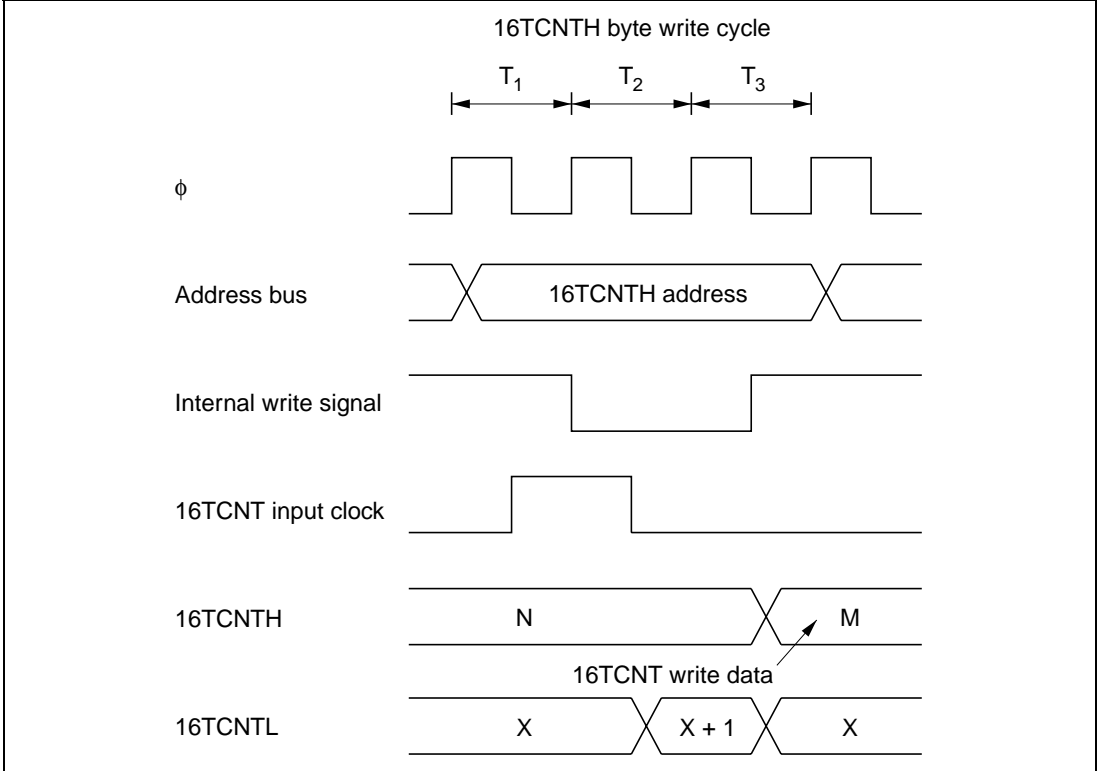 16TCNTH byte write cycle
T1 T2 T3
φ
Address bus 16TCNTH address
Internal write signal
16TCNT input clock
16TCNTH N M
16TCNT write data
16TCNTL X X + 1 X